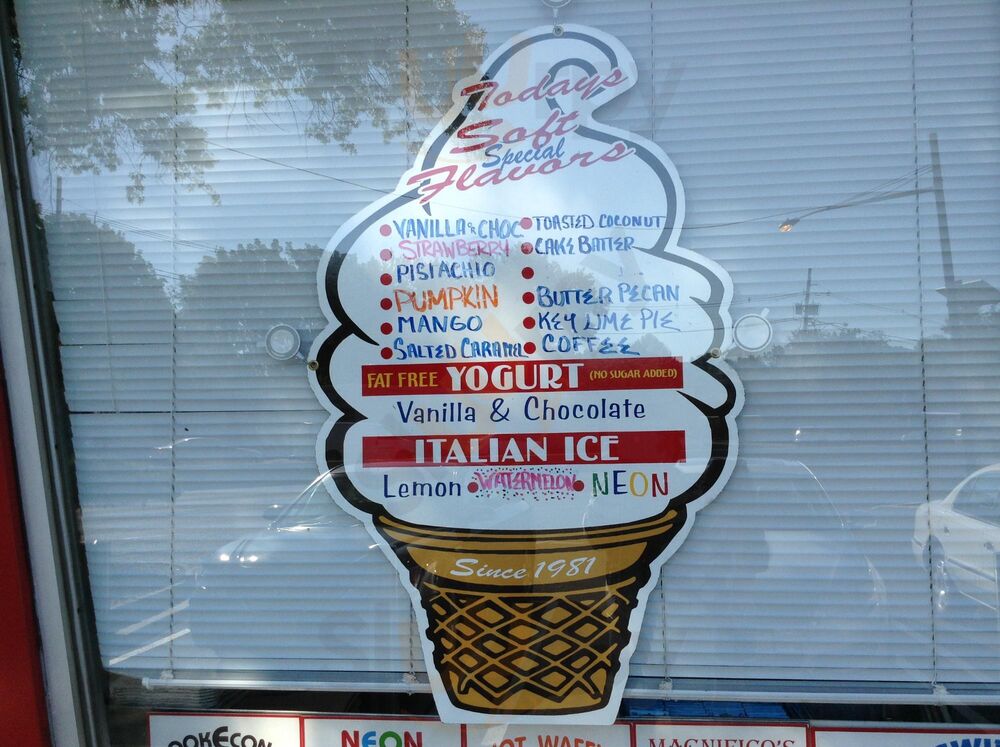 Todays
Soft
Special
Flavors
VANILLA & CHOC
STRAWBERRY
PISTACHIO
PUMPKIN
MANGO
SALTED CARAMEL
TOASTED COCONUT
CAKE BATTER
BUTTER PECAN
KEY LIME PIE
COFFEE
FAT FREE YOGURT (NO SUGAR ADDED)
Vanilla & Chocolate
ITALIAN ICE
Lemon • WATERMELON • NEON
Since 1981
NEON
MAGNIFICO'S